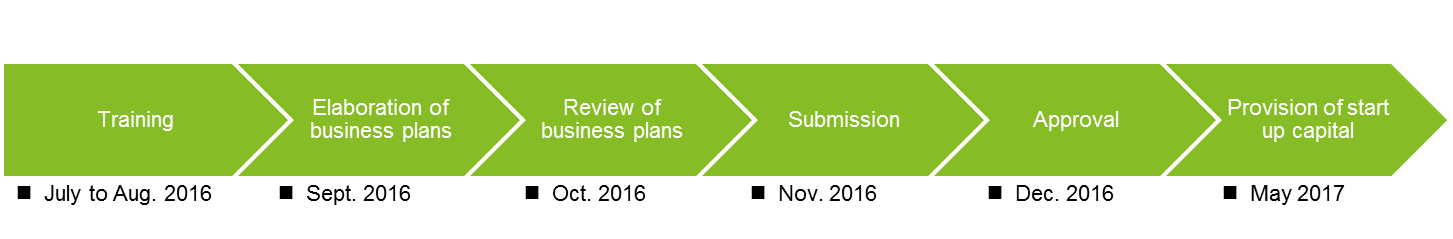 Training
Elaboration of
business plans
Review of
business plans
Submission
Approval
Provision of start
up capital
■ July to Aug. 2016
■ Sept. 2016
■ Oct. 2016
■ Nov. 2016
■ Dec. 2016
■ May 2017